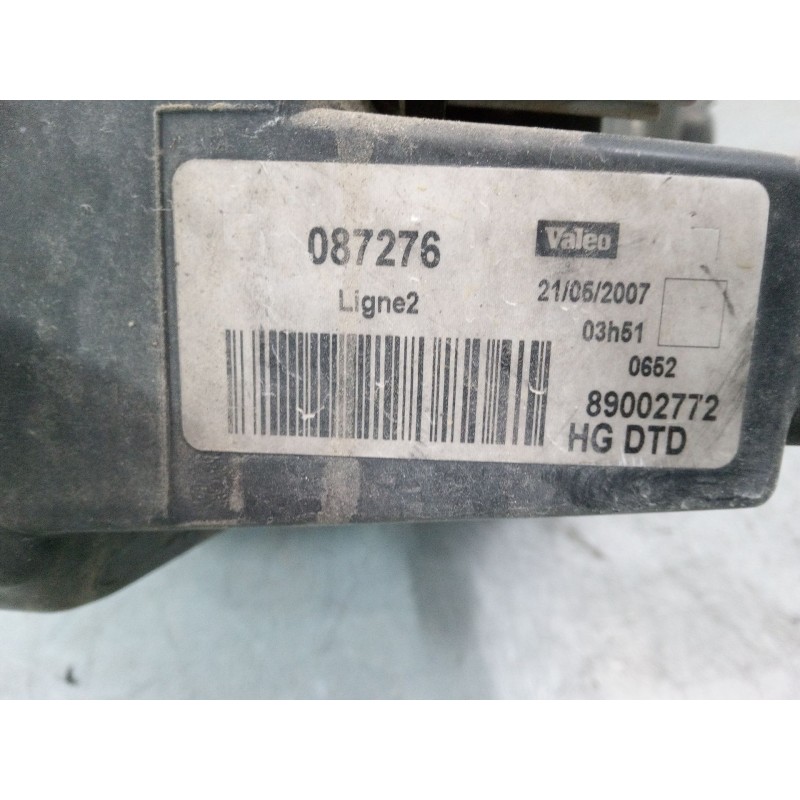 087276
Ligne2
Valeo
21/06/2007
03h51
0652
89002772
HG DTD